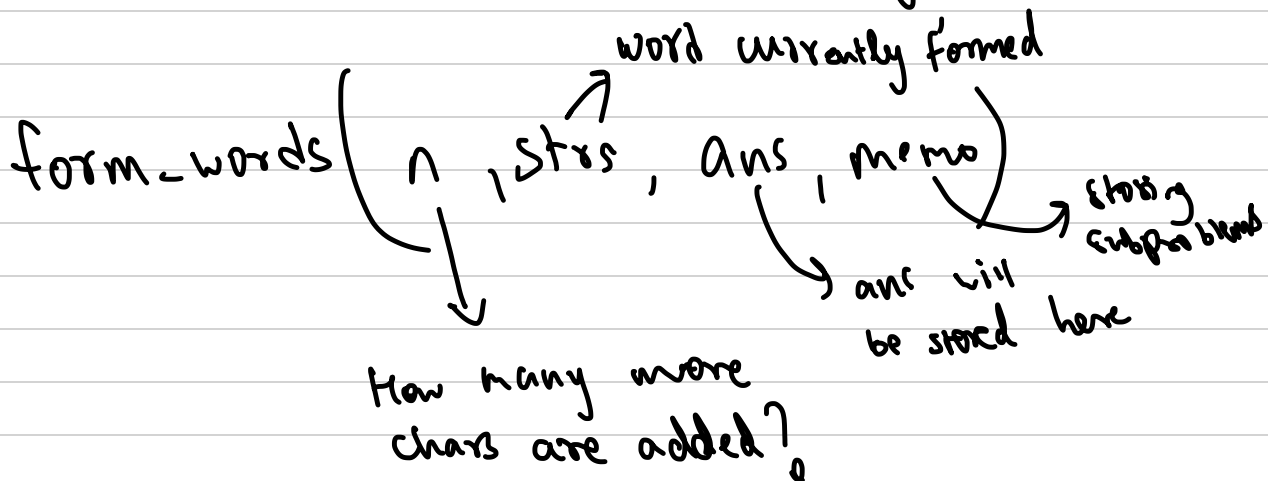 word currently formed
form_words ( n , strs , ans , memo )
storing
subproblems
ans will
be stored here
How many more
chars are added?